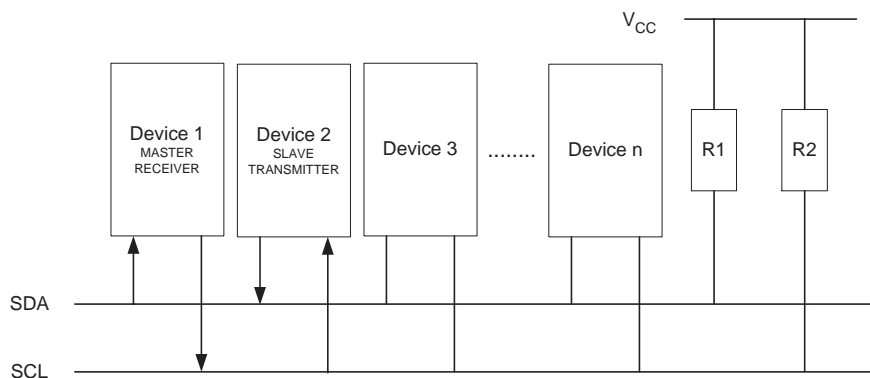 V_CC
Device 1
MASTER
RECEIVER
Device 2
SLAVE
TRANSMITTER
Device 3
........
Device n
R1
R2
SDA
SCL